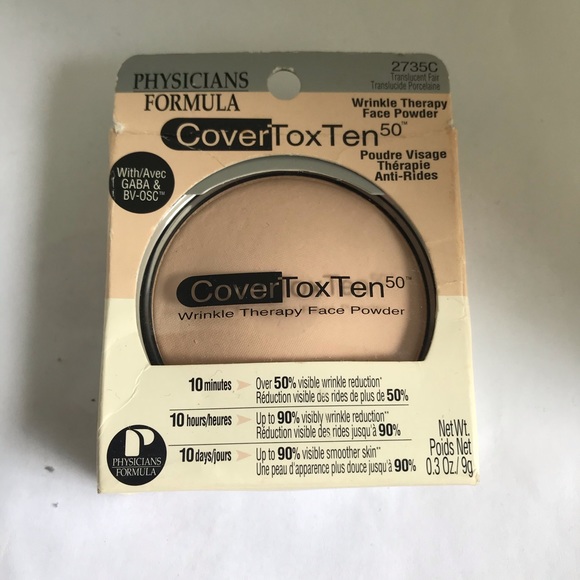 PHYSICIANS
FORMULA
2735C
Translucent Fair
Translucide Porcelaine
Wrinkle Therapy
Face Powder
CoverToxTen50™
Poudre Visage
Thérapie
Anti-Rides
With/Avec
GABA &
BV-OSC™
CoverToxTen50™
Wrinkle Therapy Face Powder
10 minutes Over 50% visible wrinkle reduction*
Réduction visible des rides de plus de 50%
10 hours/heures Up to 90% visibly wrinkle reduction**
Réduction visible des rides jusqu'à 90%
10 days/jours Up to 90% visible smoother skin**
Une peau d'apparence plus douce jusqu'à 90%
P
PHYSICIANS
FORMULA
Net Wt.
Poids Net
0.3 Oz./9g